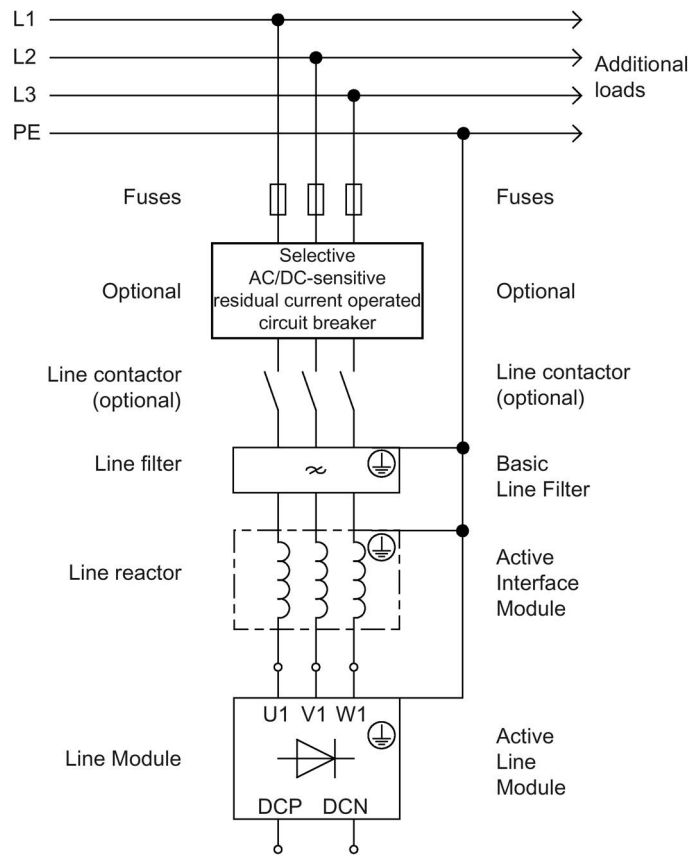 L1
L2
L3
PE
Additional
loads
Fuses
Fuses
Optional
Selective
AC/DC-sensitive
residual current operated
circuit breaker
Optional
Line contactor
(optional)
Line contactor
(optional)
Line filter
Basic
Line Filter
Line reactor
Active
Interface
Module
U1 V1 W1
Line Module
Active
Line
Module
DCP DCN